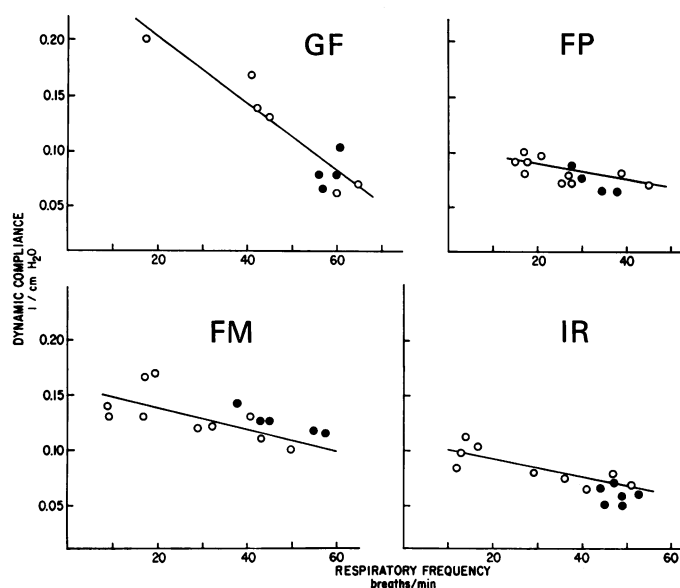 GF
FP
0.20
0.15
0.10
0.05
20
40
60
20
40
DYNAMIC COMPLIANCE
l / cm H2O
FM
IR
0.20
0.15
0.10
0.05
20
40
60
20
40
60
RESPIRATORY FREQUENCY
breaths/min